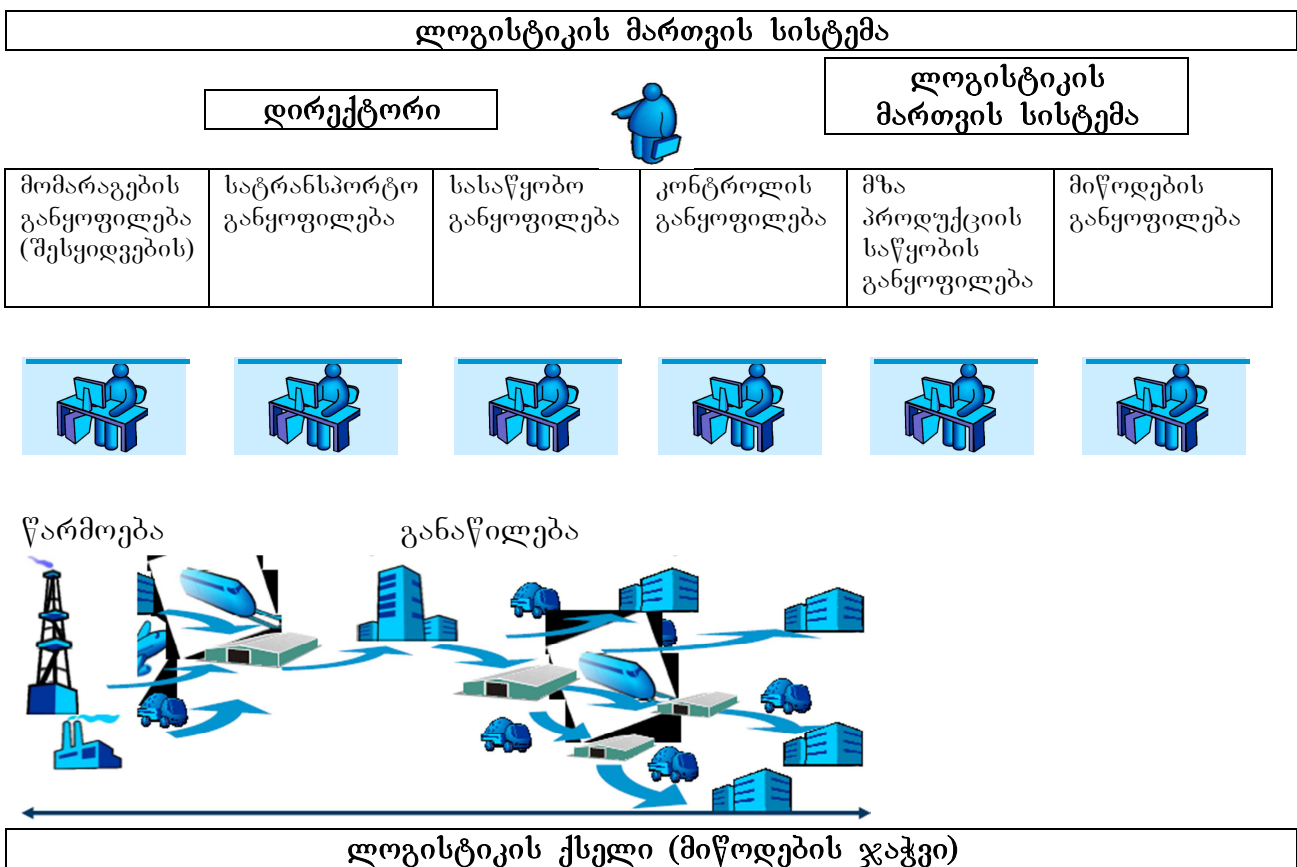 ლოგისტიკის მართვის სისტემა
დირექტორი
ლოგისტიკის
მართვის სისტემა
მომარაგების
განყოფილება
(შესყიდვების)
სატრანსპორტო
განყოფილება
სასაწყობო
განყოფილება
კონტროლის
განყოფილება
მზა
პროდუქციის
საწყობის
განყოფილება
მიწოდების
განყოფილება
წარმოება
განაწილება
ლოგისტიკის ქსელი (მიწოდების ჯაჭვი)